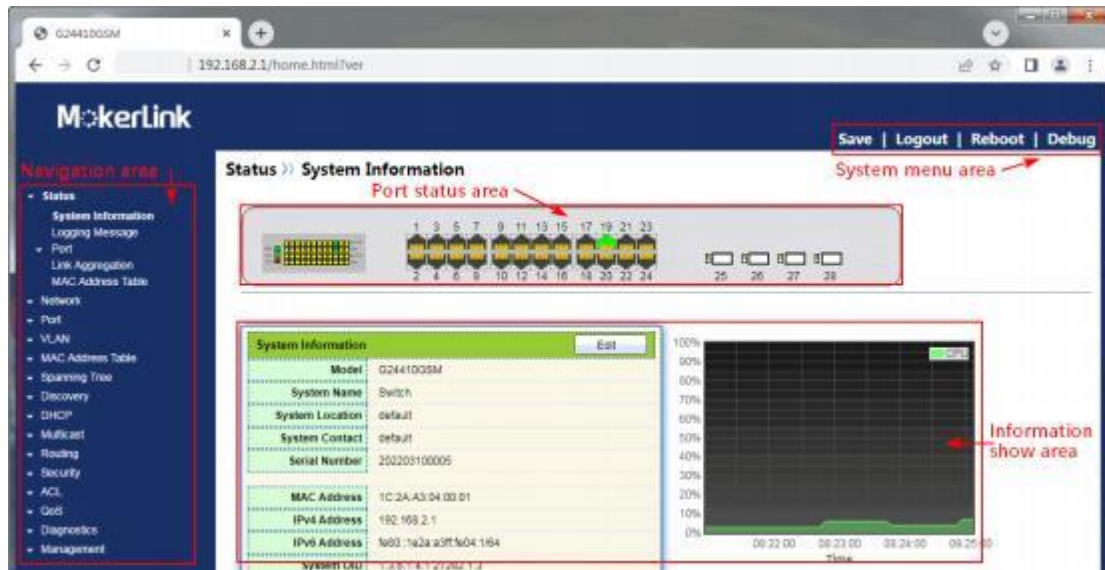 G24410GSM
192.168.2.1/home.html?ver
MokerLink
Save | Logout | Reboot | Debug
Navigation area
Status » System Information
System menu area
Port status area
Status
System Information
Logging Message
Port
Link Aggregation
MAC Address Table
Network
Port
VLAN
MAC Address Table
Spanning Tree
Discovery
DHCP
Multicast
Routing
Security
ACL
QoS
Diagnostics
Management
1 3 5 7 9 11 13 15 17 19 21 23
2 4 6 8 10 12 14 16 18 20 22 24
25 26 27 28
System Information Edit
Model G24410GSM
System Name Switch
System Location default
System Contact default
Serial Number 202203100005
MAC Address 1C:2A:A3:04:00:01
IPv4 Address 192.168.2.1
IPv6 Address
System OID
CPU
100%
90%
80%
70%
60%
50%
40%
30%
20%
10%
0%
08:22:00 08:23:00 08:24:00 08:25:00
Time
Information
show area